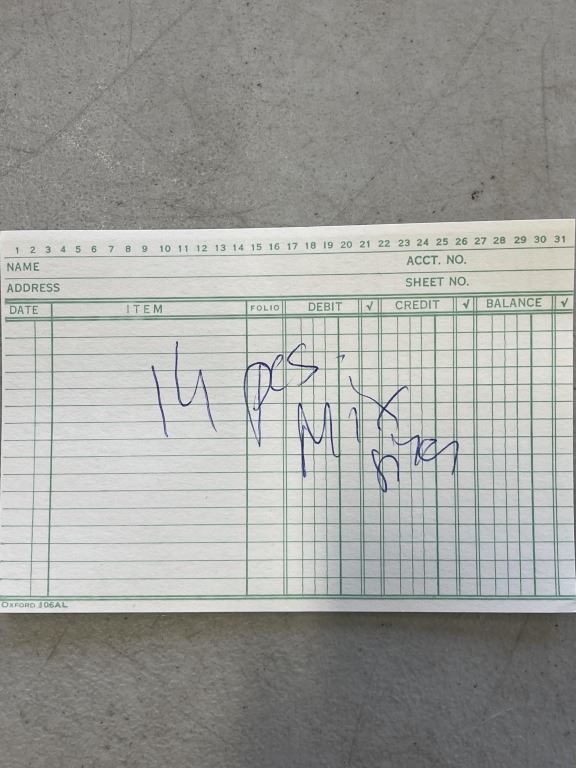 1 2 3 4 5 6 7 8 9 10 11 12 13 14 15 16 17 18 19 20 21 22 23 24 25 26 27 28 29 30 31
NAME ACCT. NO.
ADDRESS SHEET NO.
DATE ITEM FOLIO DEBIT √ CREDIT √ BALANCE √
14 pcs.
Mix
OXFORD 106AL